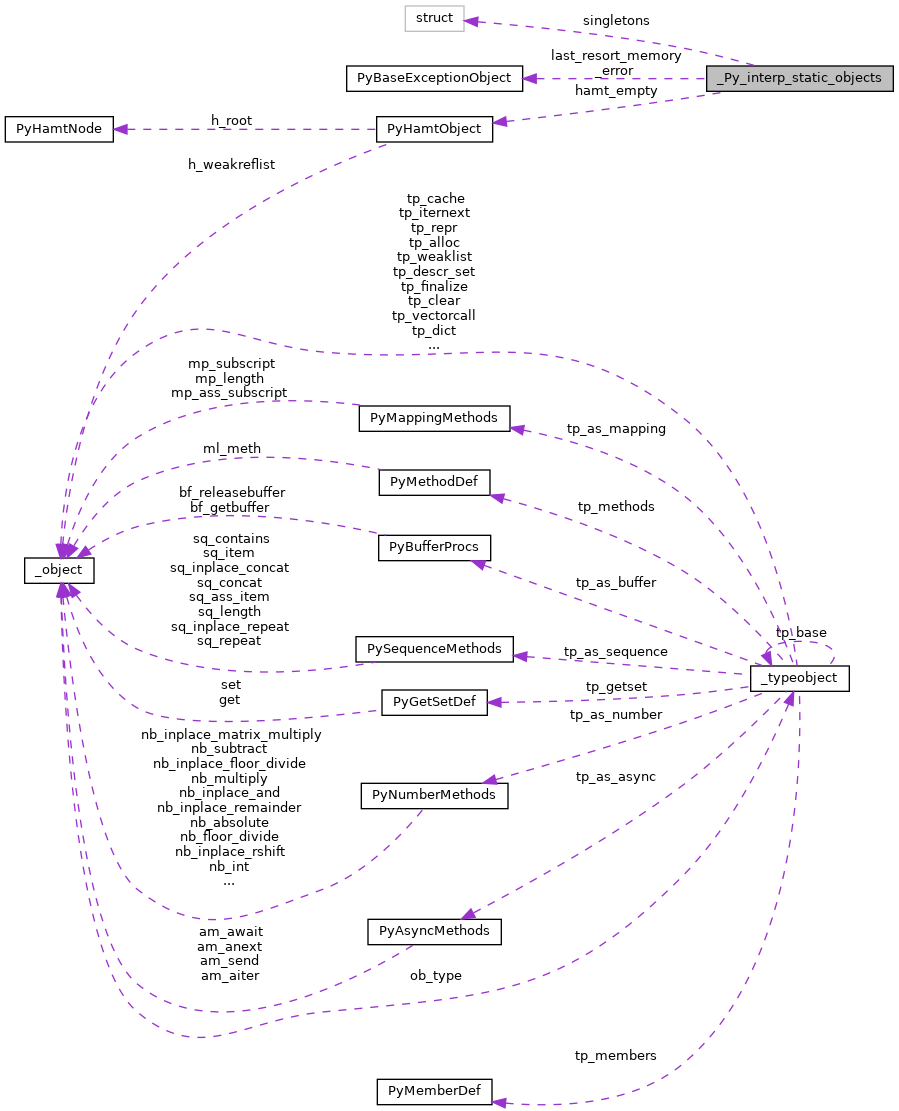 struct
singletons
last_resort_memory
_error
PyBaseExceptionObject
_Py_interp_static_objects
hamt_empty
PyHamtNode
h_root
PyHamtObject
h_weakreflist
tp_cache
tp_iternext
tp_repr
tp_alloc
tp_weaklist
tp_descr_set
tp_finalize
tp_clear
tp_vectorcall
tp_dict
...
mp_subscript
mp_length
mp_ass_subscript
PyMappingMethods
tp_as_mapping
ml_meth
PyMethodDef
tp_methods
bf_releasebuffer
bf_getbuffer
PyBufferProcs
tp_as_buffer
_object
sq_contains
sq_item
sq_inplace_concat
sq_concat
sq_ass_item
sq_length
sq_inplace_repeat
sq_repeat
PySequenceMethods
tp_as_sequence
tp_base
_typeobject
set
get
PyGetSetDef
tp_getset
tp_as_number
nb_inplace_matrix_multiply
nb_subtract
nb_inplace_floor_divide
nb_multiply
nb_inplace_and
nb_inplace_remainder
nb_absolute
nb_floor_divide
nb_inplace_rshift
nb_int
...
PyNumberMethods
tp_as_async
am_await
am_anext
am_send
am_aiter
PyAsyncMethods
ob_type
tp_members
PyMemberDef